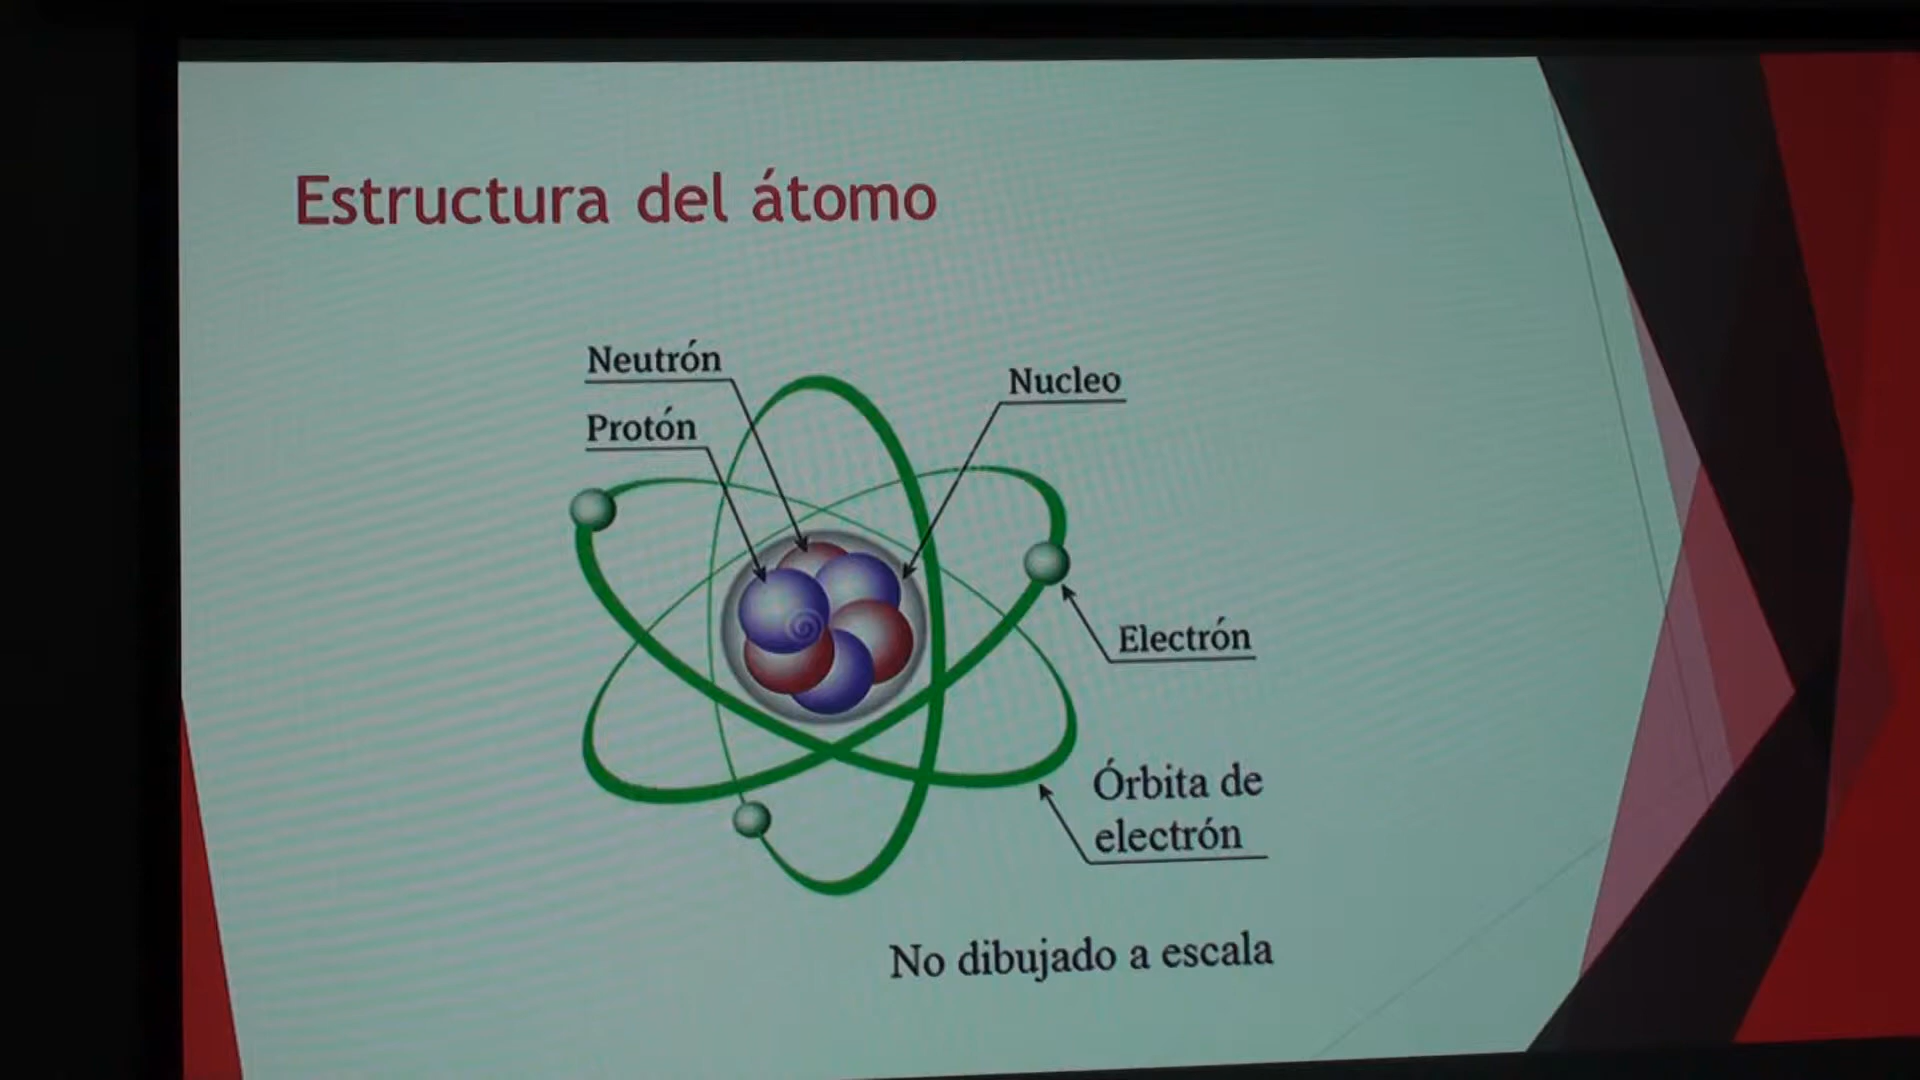 Estructura del átomo
Neutrón
Nucleo
Protón
Electrón
Órbita de
electrón
No dibujado a escala